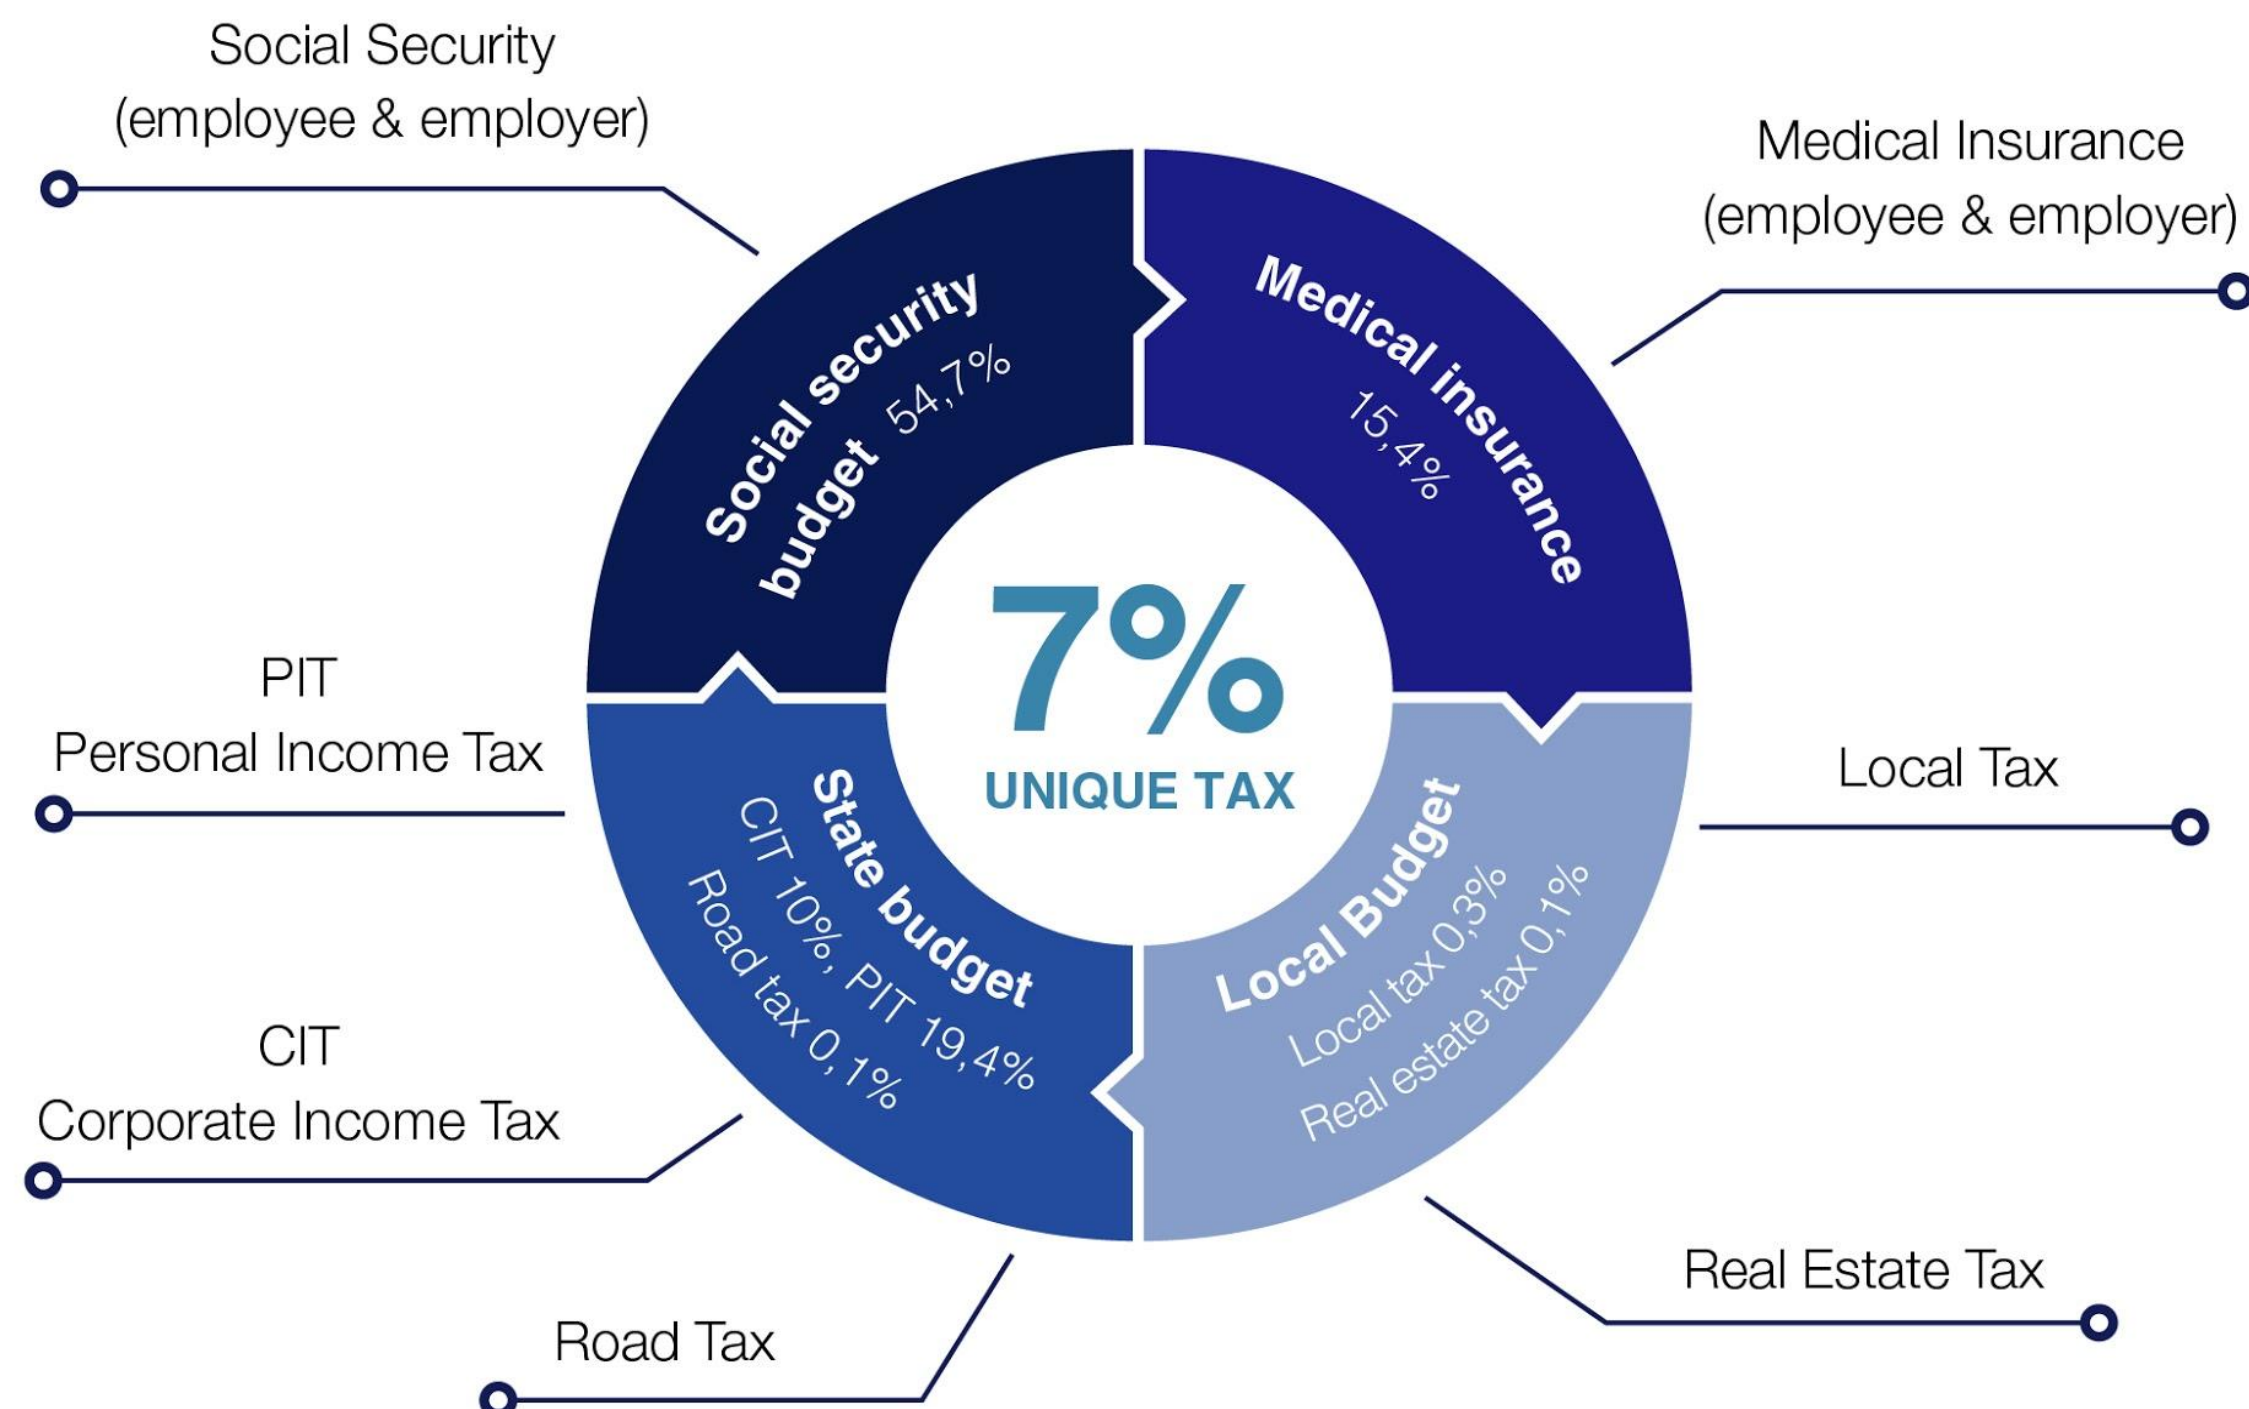 Social Security
(employee & employer)
Medical Insurance
(employee & employer)
Social security
budget 54,7%
Medical insurance
15,4%
7%
UNIQUE TAX
PIT
Personal Income Tax
Local Tax
State budget
CIT 10%, PIT 19,4%
Road tax 0,1%
Local Budget
Local tax 0,3%
Real estate tax 0,1%
CIT
Corporate Income Tax
Real Estate Tax
Road Tax